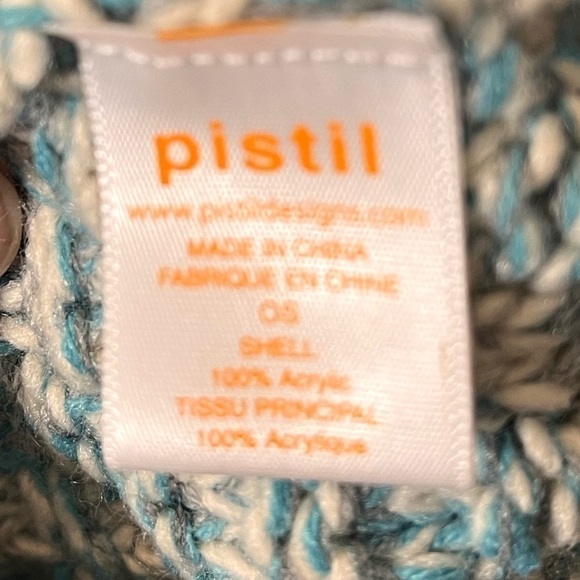 pistil
www.pistildesigns.com
MADE IN CHINA
FABRIQUE EN CHINE
OS
SHELL
100% Acrylic
TISSU PRINCIPAL
100% Acrylique